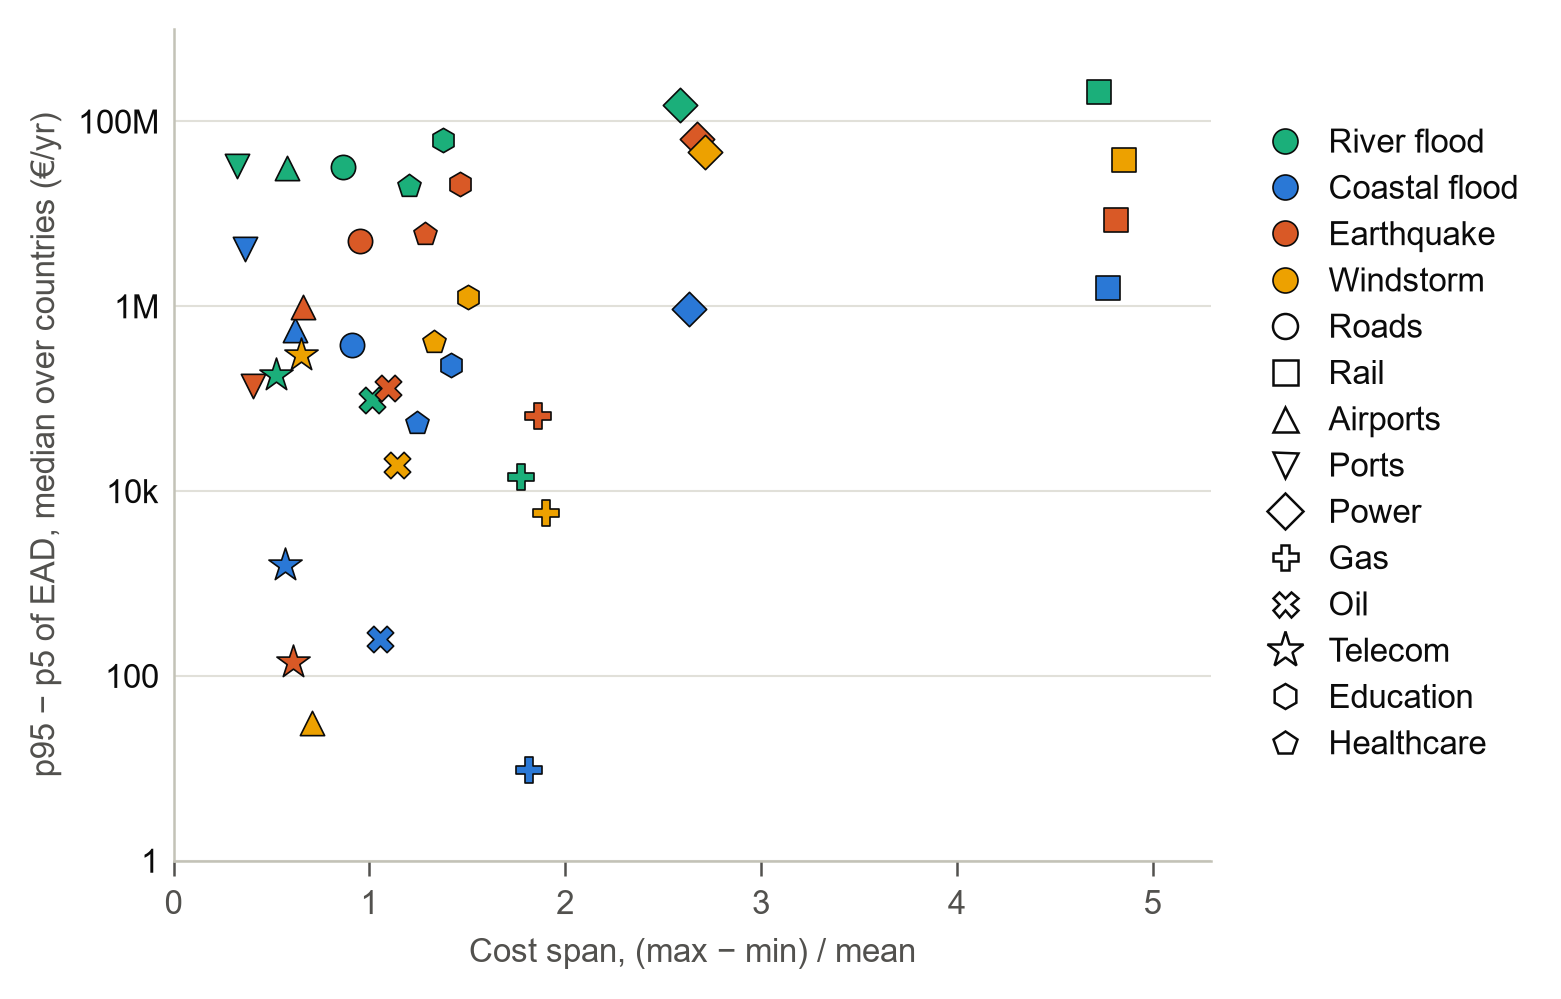 p95 − p5 of EAD, median over countries (€/yr)
100M
1M
10k
100
1
0
1
2
3
4
5
Cost span, (max − min) / mean
River flood
Coastal flood
Earthquake
Windstorm
Roads
Rail
Airports
Ports
Power
Gas
Oil
Telecom
Education
Healthcare